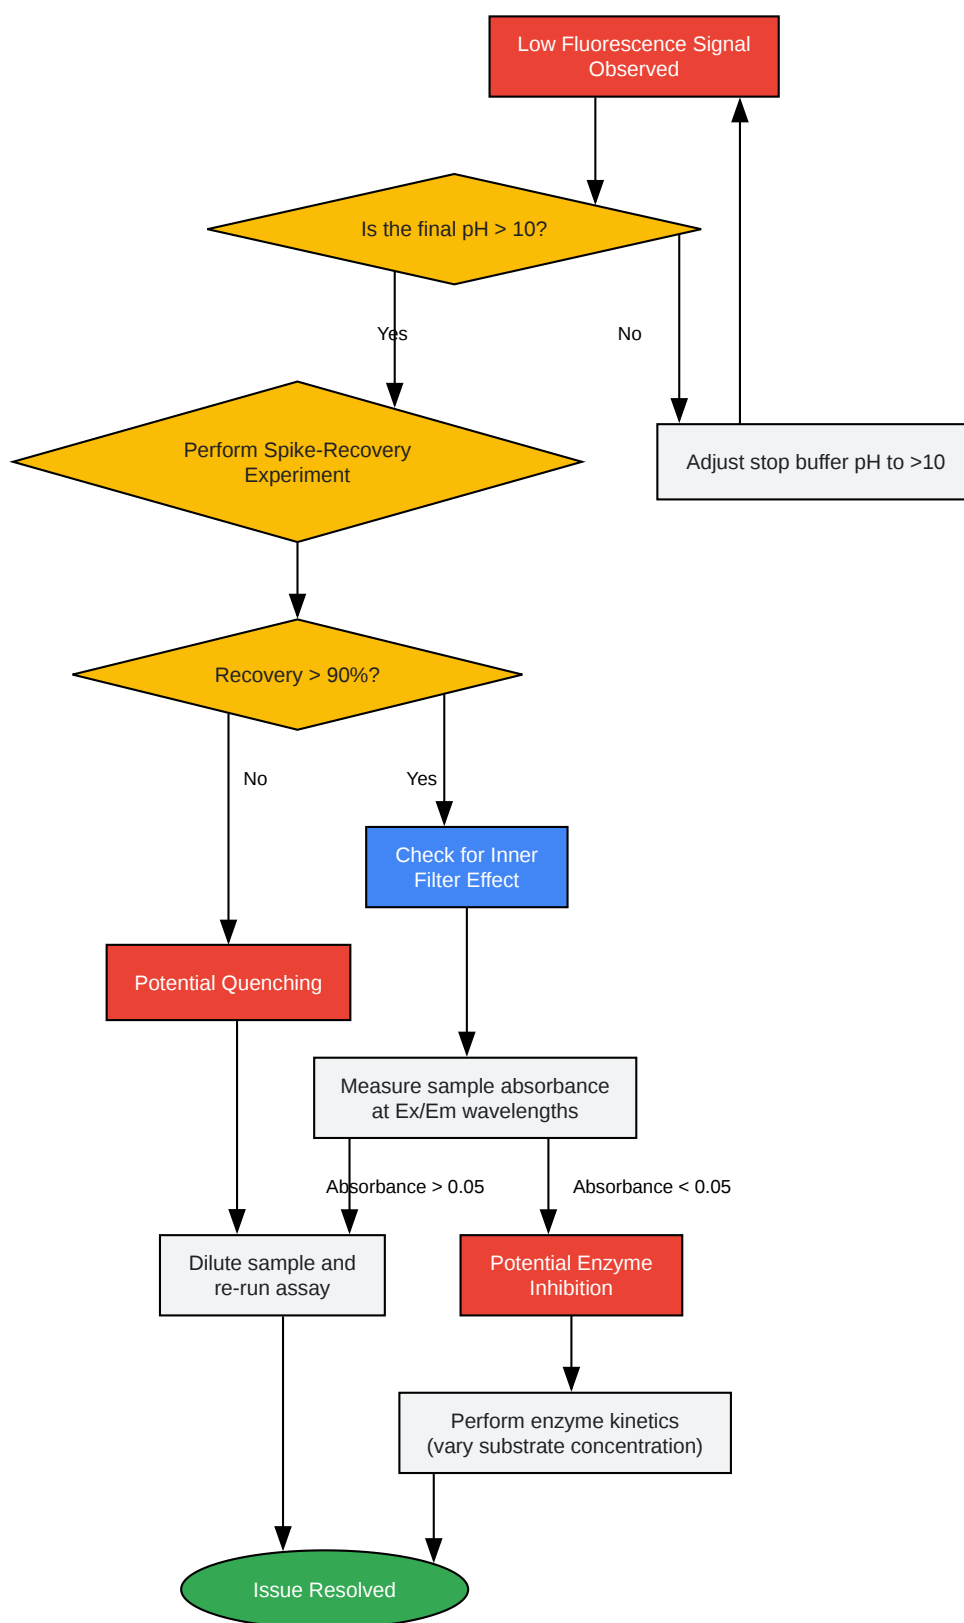 Low Fluorescence Signal
Observed
Is the final pH > 10?
Yes
No
Perform Spike-Recovery
Experiment
Adjust stop buffer pH to >10
Recovery > 90%?
No
Yes
Check for Inner
Filter Effect
Potential Quenching
Measure sample absorbance
at Ex/Em wavelengths
Absorbance > 0.05
Absorbance < 0.05
Dilute sample and
re-run assay
Potential Enzyme
Inhibition
Perform enzyme kinetics
(vary substrate concentration)
Issue Resolved